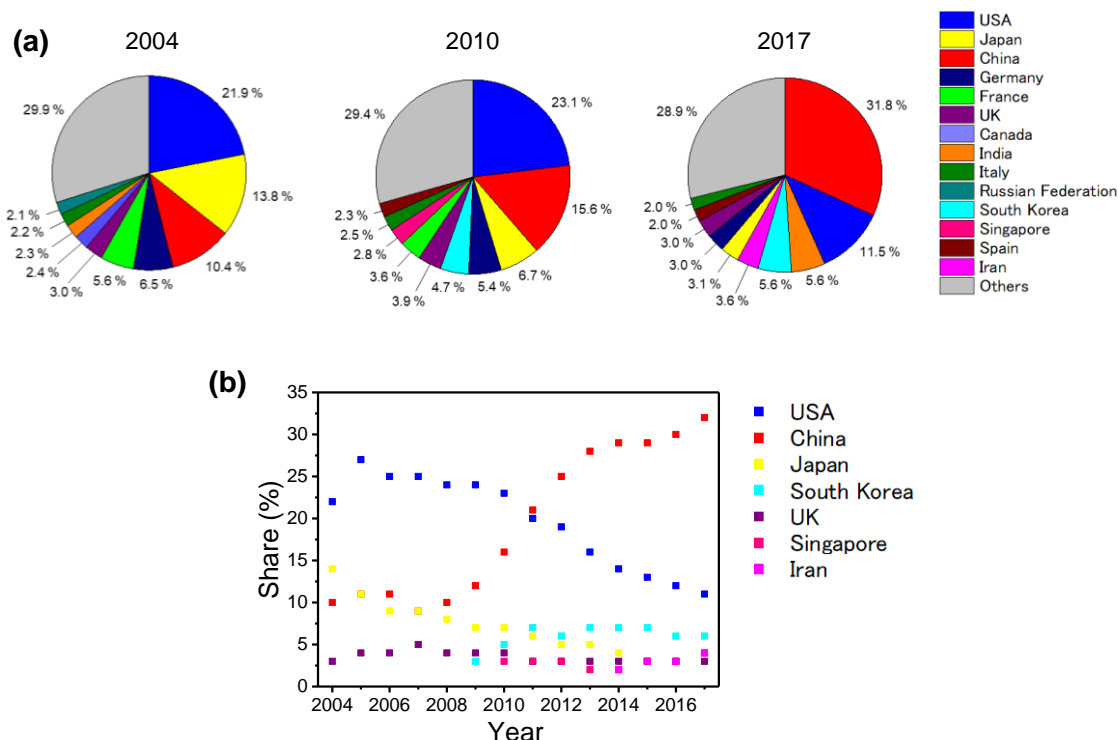 (a)
2004
2010
2017
21.9 %
13.8 %
10.4 %
6.5 %
5.6 %
3.0 %
2.4 %
2.3 %
2.2 %
2.1 %
29.9 %
23.1 %
15.6 %
6.7 %
5.4 %
4.7 %
3.9 %
3.6 %
2.8 %
2.5 %
2.3 %
29.4 %
31.8 %
11.5 %
5.6 %
5.6 %
3.6 %
3.1 %
3.0 %
3.0 %
2.0 %
2.0 %
28.9 %
USA
Japan
China
Germany
France
UK
Canada
India
Italy
Russian Federation
South Korea
Singapore
Spain
Iran
Others
(b)
Share (%)
35
30
25
20
15
10
5
0
2004 2006 2008 2010 2012 2014 2016
Year
USA
China
Japan
South Korea
UK
Singapore
Iran